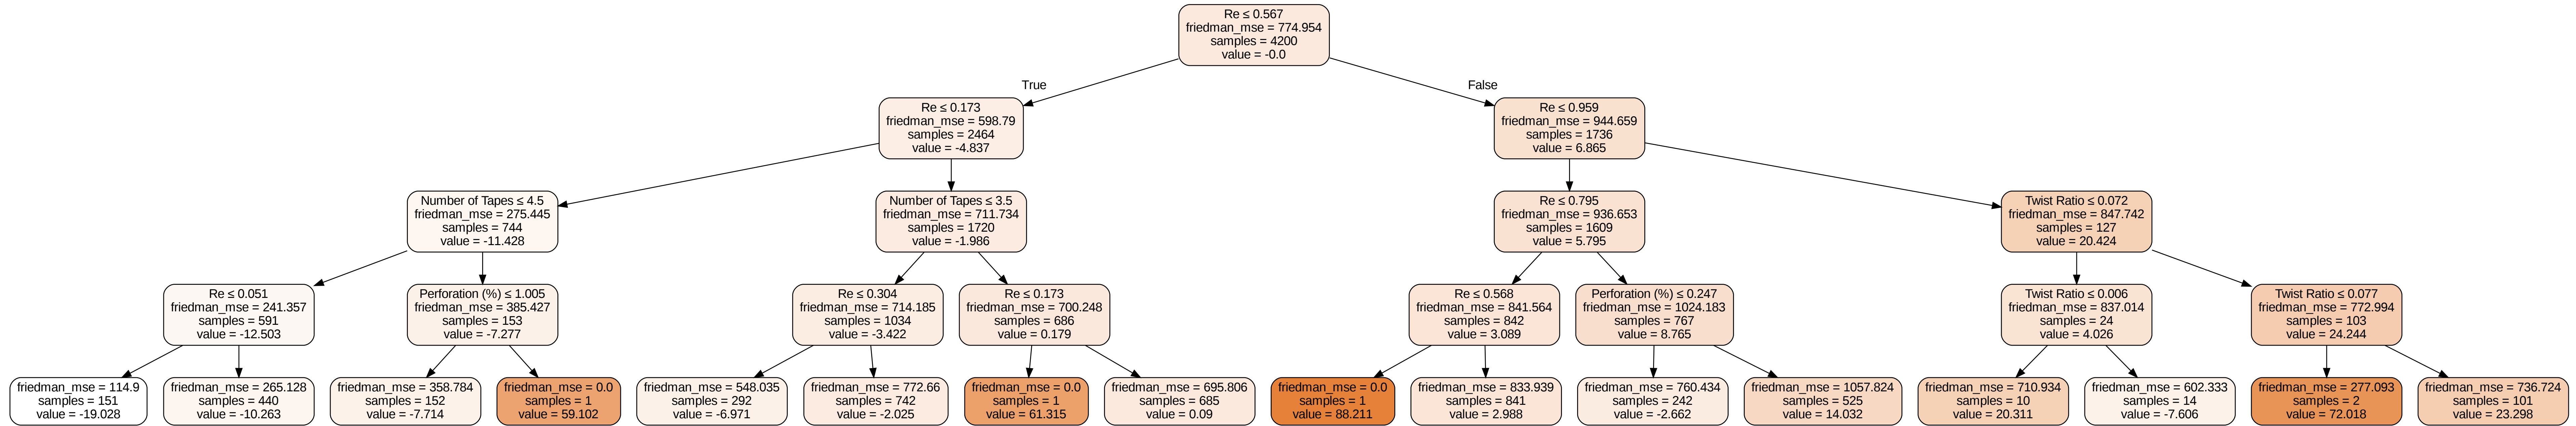 Re ≤ 0.567
friedman_mse = 774.954
samples = 4200
value = -0.0
True
False
Re ≤ 0.173
friedman_mse = 598.79
samples = 2464
value = -4.837
Re ≤ 0.959
friedman_mse = 944.659
samples = 1736
value = 6.865
Number of Tapes ≤ 4.5
friedman_mse = 275.445
samples = 744
value = -11.428
Number of Tapes ≤ 3.5
friedman_mse = 711.734
samples = 1720
value = -1.986
Re ≤ 0.795
friedman_mse = 936.653
samples = 1609
value = 5.795
Twist Ratio ≤ 0.072
friedman_mse = 847.742
samples = 127
value = 20.424
Re ≤ 0.051
friedman_mse = 241.357
samples = 591
value = -12.503
Perforation (%) ≤ 1.005
friedman_mse = 385.427
samples = 153
value = -7.277
Re ≤ 0.304
friedman_mse = 714.185
samples = 1034
value = -3.422
Re ≤ 0.173
friedman_mse = 700.248
samples = 686
value = 0.179
Re ≤ 0.568
friedman_mse = 841.564
samples = 842
value = 3.089
Perforation (%) ≤ 0.247
friedman_mse = 1024.183
samples = 767
value = 8.765
Twist Ratio ≤ 0.006
friedman_mse = 837.014
samples = 24
value = 4.026
Twist Ratio ≤ 0.077
friedman_mse = 772.994
samples = 103
value = 24.244
friedman_mse = 114.9
samples = 151
value = -19.028
friedman_mse = 265.128
samples = 440
value = -10.263
friedman_mse = 358.784
samples = 152
value = -7.714
friedman_mse = 0.0
samples = 1
value = 59.102
friedman_mse = 548.035
samples = 292
value = -6.971
friedman_mse = 772.66
samples = 742
value = -2.025
friedman_mse = 0.0
samples = 1
value = 61.315
friedman_mse = 695.806
samples = 685
value = 0.09
friedman_mse = 0.0
samples = 1
value = 88.211
friedman_mse = 833.939
samples = 841
value = 2.988
friedman_mse = 760.434
samples = 242
value = -2.662
friedman_mse = 1057.824
samples = 525
value = 14.032
friedman_mse = 710.934
samples = 10
value = 20.311
friedman_mse = 602.333
samples = 14
value = -7.606
friedman_mse = 277.093
samples = 2
value = 72.018
friedman_mse = 736.724
samples = 101
value = 23.298